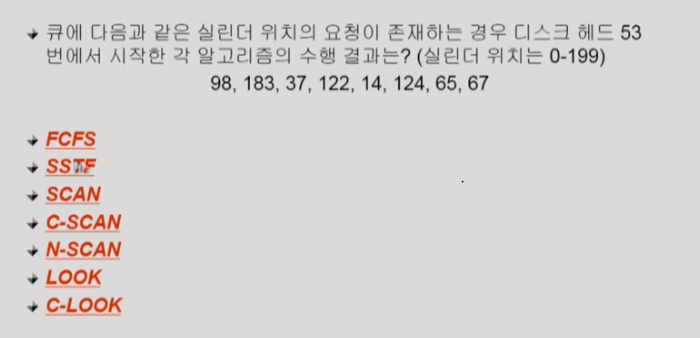 큐에 다음과 같은 실린더 위치의 요청이 존재하는 경우 디스크 헤드 53
번에서 시작한 각 알고리즘의 수행 결과는? (실린더 위치는 0-199)
98, 183, 37, 122, 14, 124, 65, 67
FCFS
SSTF
SCAN
C-SCAN
N-SCAN
LOOK
C-LOOK